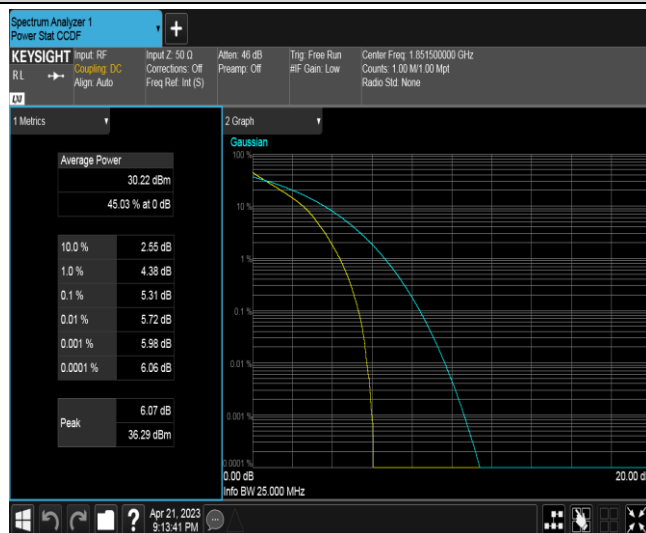 Spectrum Analyzer 1
Power Stat CCDF
+
KEYSIGHT
RL
LXI
Input: RF
Coupling: DC
Align: Auto
Input Z: 50 Ω
Corrections: Off
Freq Ref: Int (S)
Atten: 46 dB
Preamp: Off
Trig: Free Run
#IF Gain: Low
Center Freq: 1.851500000 GHz
Counts: 1.00 M/1.00 Mpt
Radio Std: None
1 Metrics
Average Power
30.22 dBm
45.03 % at 0 dB
10.0 % 2.55 dB
1.0 % 4.38 dB
0.1 % 5.31 dB
0.01 % 5.72 dB
0.001 % 5.98 dB
0.0001 % 6.06 dB
Peak
6.07 dB
36.29 dBm
2 Graph
Gaussian
100 %
10 %
1 %
0.1 %
0.01 %
0.001 %
0.0001 %
0.00 dB
20.00 d
Info BW 25.000 MHz
?
Apr 21, 2023
9:13:41 PM